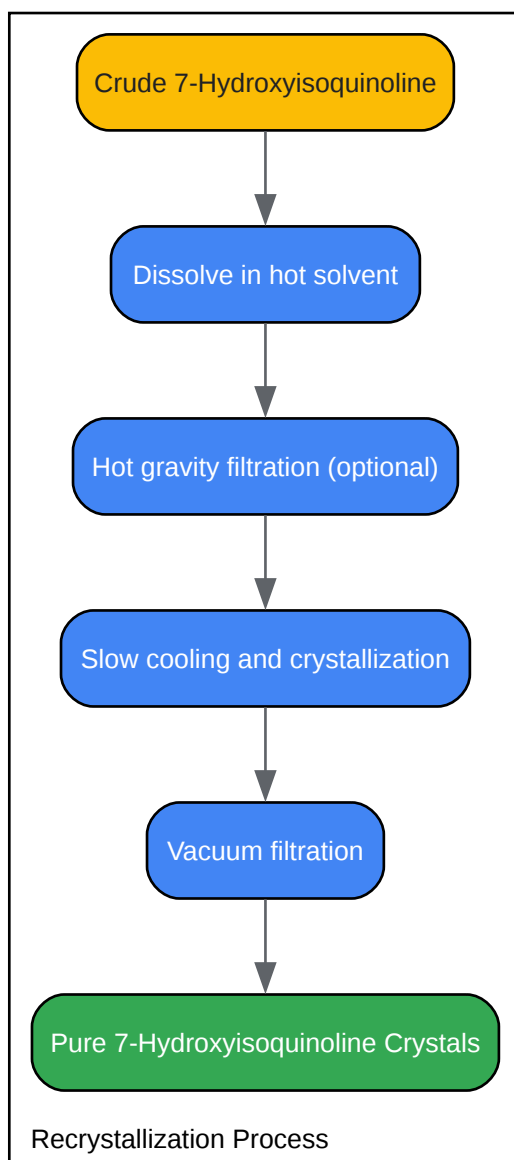 Crude 7-Hydroxyisoquinoline
Dissolve in hot solvent
Hot gravity filtration (optional)
Slow cooling and crystallization
Vacuum filtration
Pure 7-Hydroxyisoquinoline Crystals
Recrystallization Process